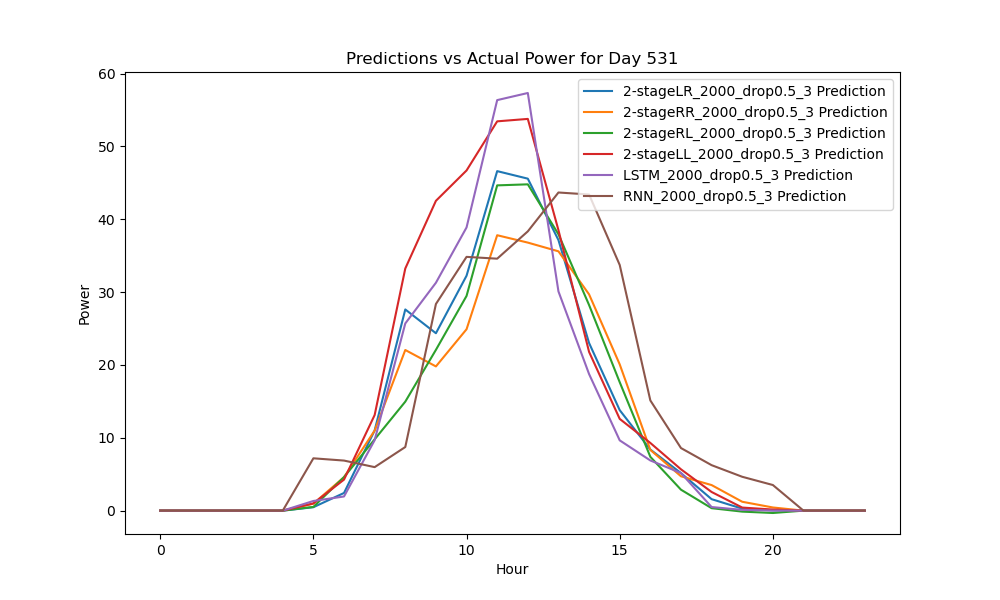 Predictions vs Actual Power for Day 531
2-stageLR_2000_drop0.5_3 Prediction
2-stageRR_2000_drop0.5_3 Prediction
2-stageRL_2000_drop0.5_3 Prediction
2-stageLL_2000_drop0.5_3 Prediction
LSTM_2000_drop0.5_3 Prediction
RNN_2000_drop0.5_3 Prediction
Power
60
50
40
30
20
10
0
0 5 10 15 20
Hour